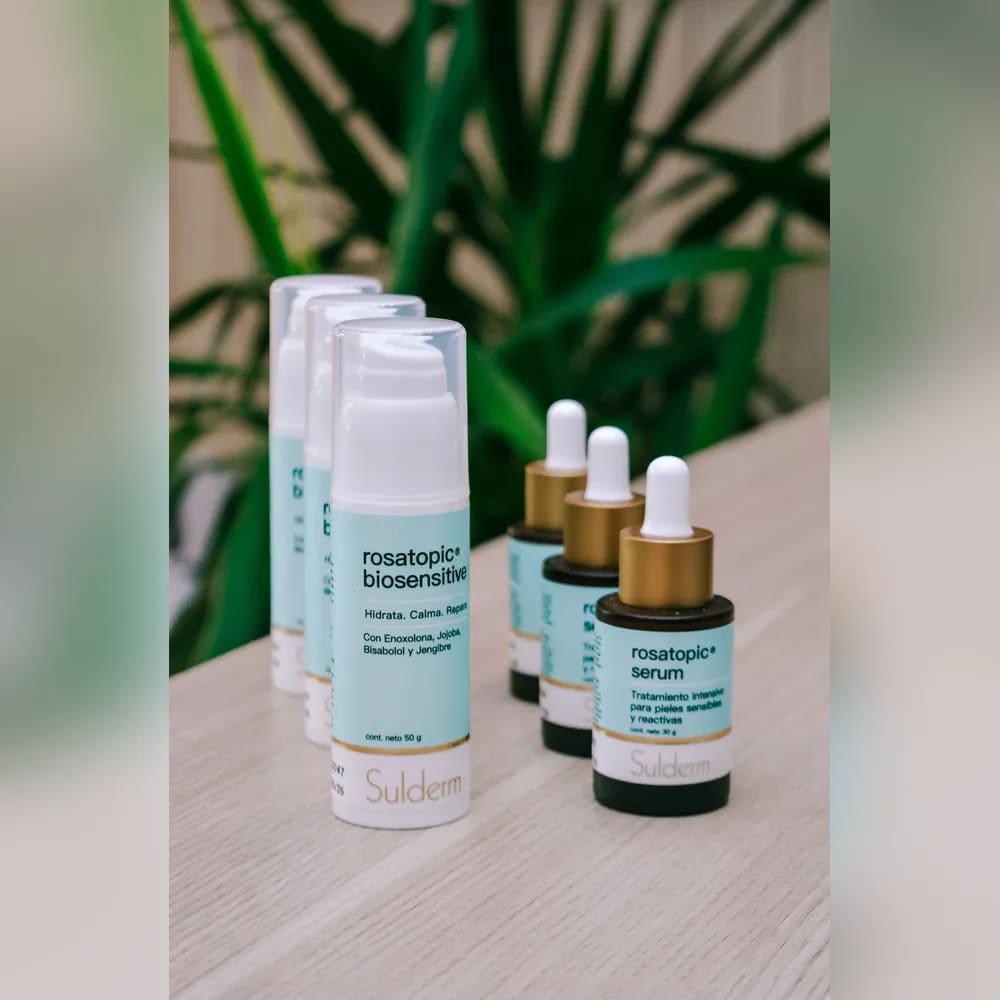 rosatopic®
biosensitive
Hidrata. Calma. Repara
Con Enoxolona, Jojoba,
Bisabolol y Jengibre
cont. neto 50 g
Sulderm
rosatopic®
serum
Tratamiento intensivo
para pieles sensibles
y reactivas
cont. neto 30 g
Sulderm